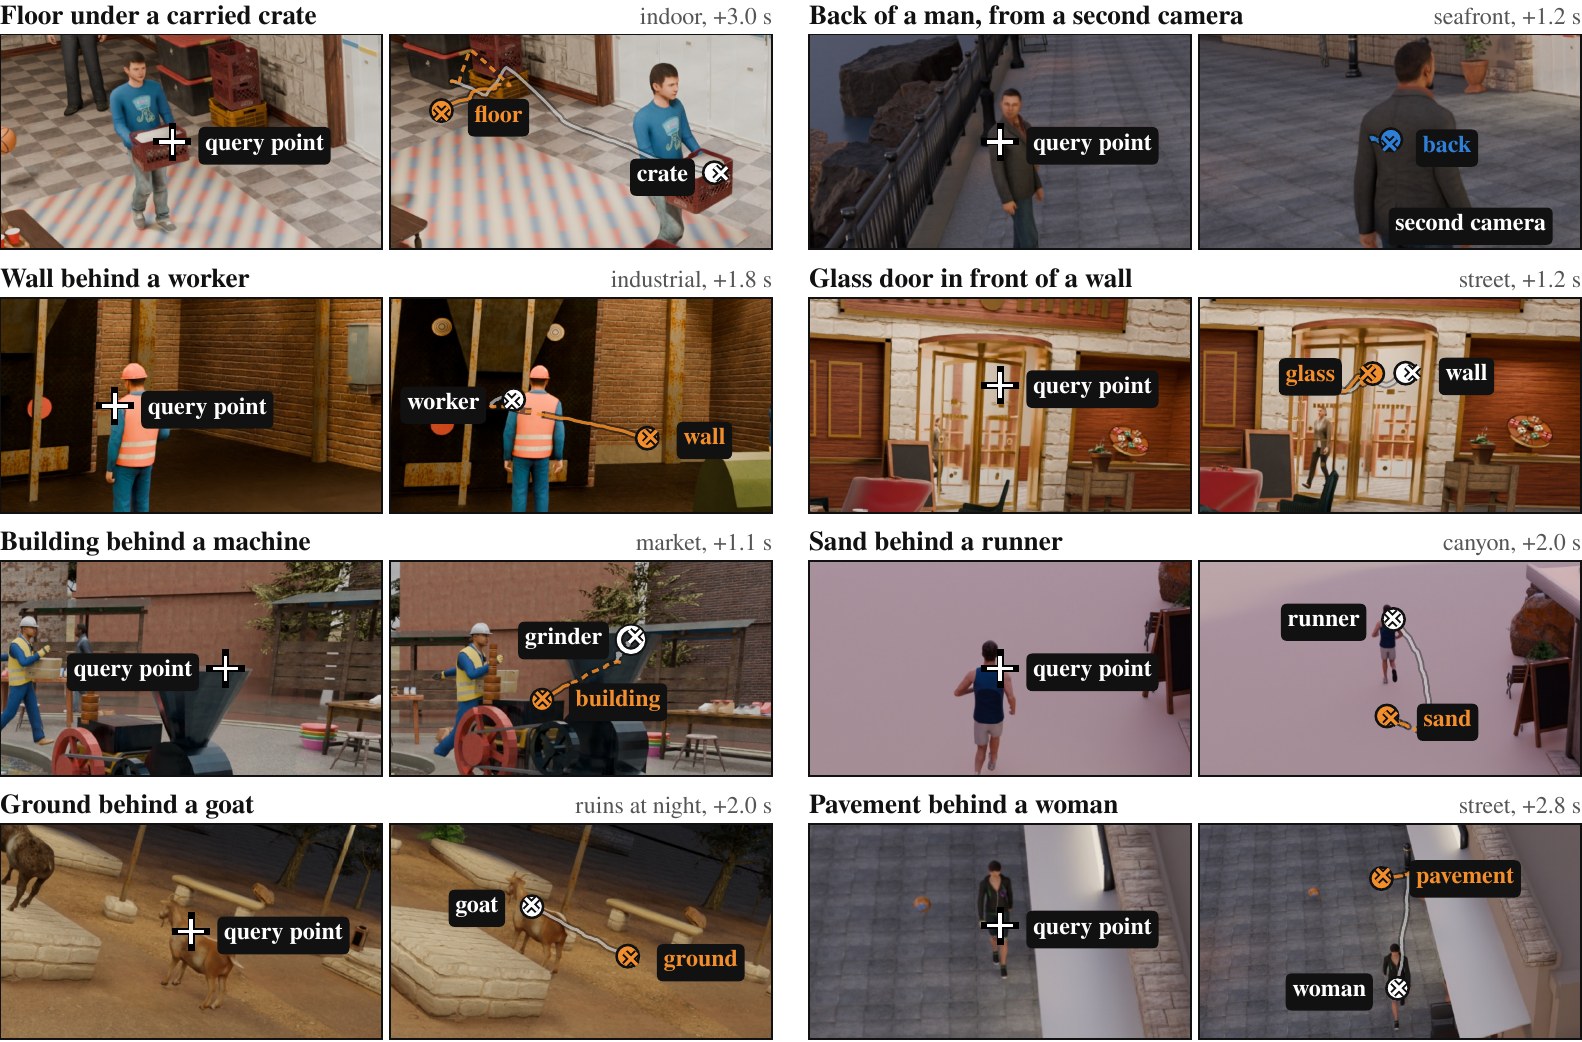 Floor under a carried crate
indoor, +3.0 s
query point
floor
crate
Back of a man, from a second camera
seafront, +1.2 s
query point
back
second camera
Wall behind a worker
industrial, +1.8 s
query point
worker
wall
Glass door in front of a wall
street, +1.2 s
query point
glass
wall
Building behind a machine
market, +1.1 s
query point
grinder
building
Sand behind a runner
canyon, +2.0 s
query point
runner
sand
Ground behind a goat
ruins at night, +2.0 s
query point
goat
ground
Pavement behind a woman
street, +2.8 s
query point
pavement
woman